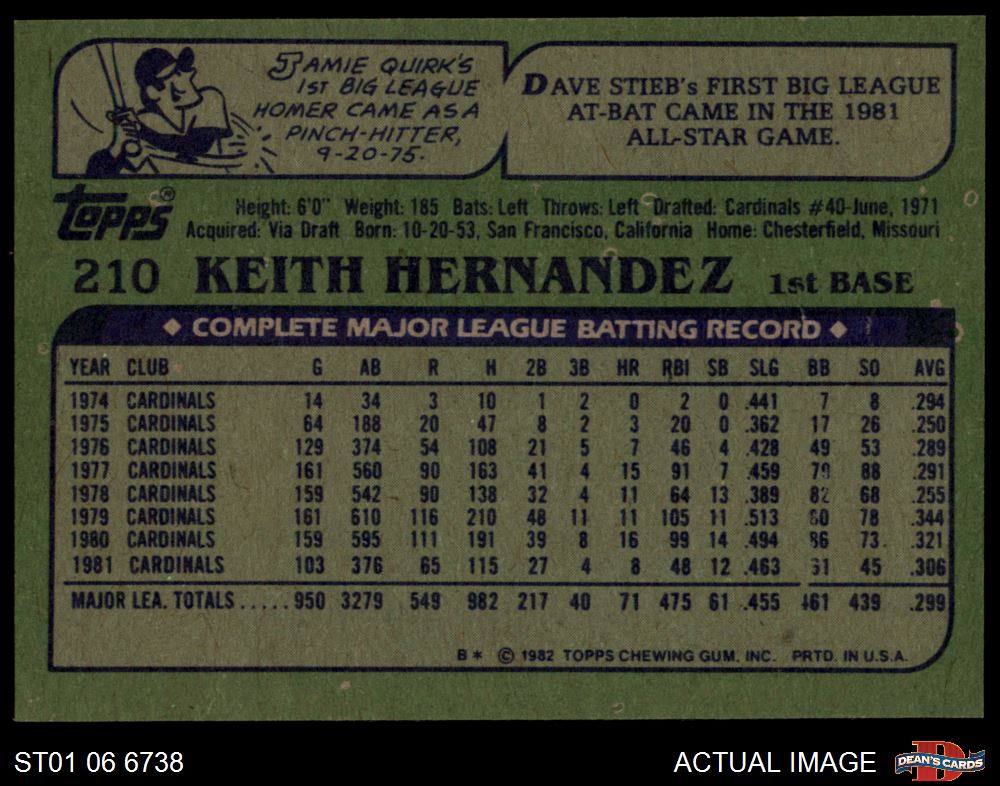 JAMIE QUIRK'S
1ST BIG LEAGUE
HOMER CAME AS A
PINCH-HITTER,
9-20-75.
DAVE STIEB'S FIRST BIG LEAGUE
AT-BAT CAME IN THE 1981
ALL-STAR GAME.
topps®
Height: 6'0" Weight: 185 Bats: Left Throws: Left Drafted: Cardinals #40-June, 1971
Acquired: Via Draft Born: 10-20-53, San Francisco, California Home: Chesterfield, Missouri
210 KEITH HERNANDEZ 1st BASE
◆ COMPLETE MAJOR LEAGUE BATTING RECORD ◆
YEAR CLUB G AB R H 2B 3B HR RBI SB SLG BB SO AVG
1974 CARDINALS 14 34 3 10 1 2 0 2 0 .441 7 8 .294
1975 CARDINALS 64 188 20 47 8 2 3 20 0 .362 17 26 .250
1976 CARDINALS 129 374 54 108 21 5 7 46 4 .428 49 53 .289
1977 CARDINALS 161 560 90 163 41 4 15 91 7 .459 79 88 .291
1978 CARDINALS 159 542 90 138 32 4 11 64 13 .389 82 68 .255
1979 CARDINALS 161 610 116 210 48 11 11 105 11 .513 80 78 .344
1980 CARDINALS 159 595 111 191 39 8 16 99 14 .494 86 73 .321
1981 CARDINALS 103 376 65 115 27 4 8 48 12 .463 61 45 .306
MAJOR LEA. TOTALS.....950 3279 549 982 217 40 71 475 61 .455 461 439 .299
B* © 1982 TOPPS CHEWING GUM, INC. PRTD. IN U.S.A.
ST01 06 6738
ACTUAL IMAGE
D
DEAN'S CARDS